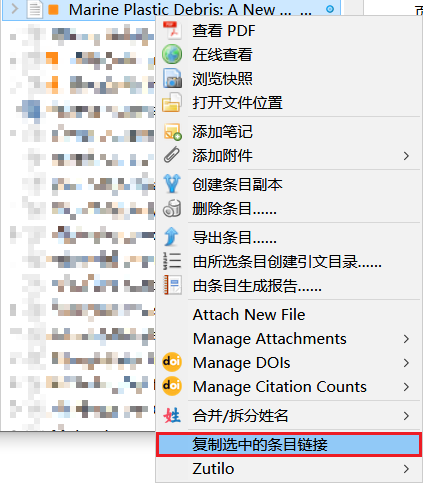 Marine Plastic Debris: A New ... ...
查看 PDF
在线查看
浏览快照
打开文件位置
添加笔记
添加附件
创建条目副本
删除条目......
导出条目......
由所选条目创建引文目录......
由条目生成报告......
Attach New File
Manage Attachments
doi Manage DOIs
doi Manage Citation Counts
姓 合并/拆分姓名
复制选中的条目链接
Zutilo